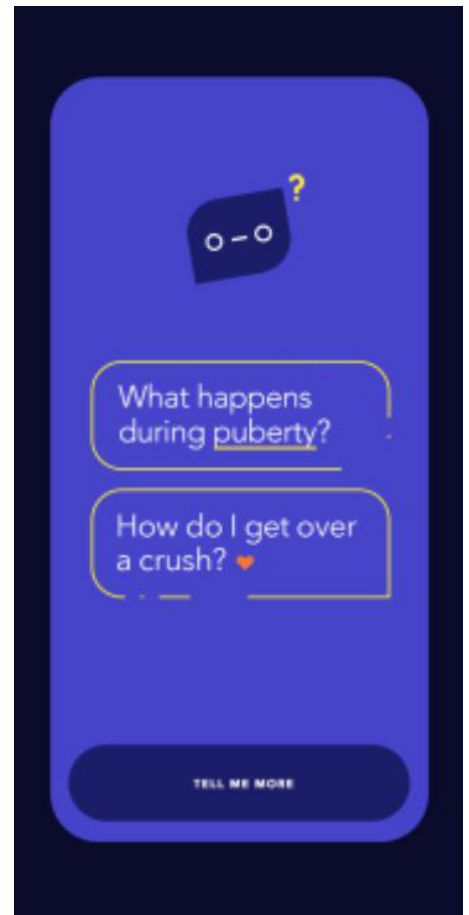 ?
What happens
during puberty?
How do I get over
a crush?
TELL ME MORE